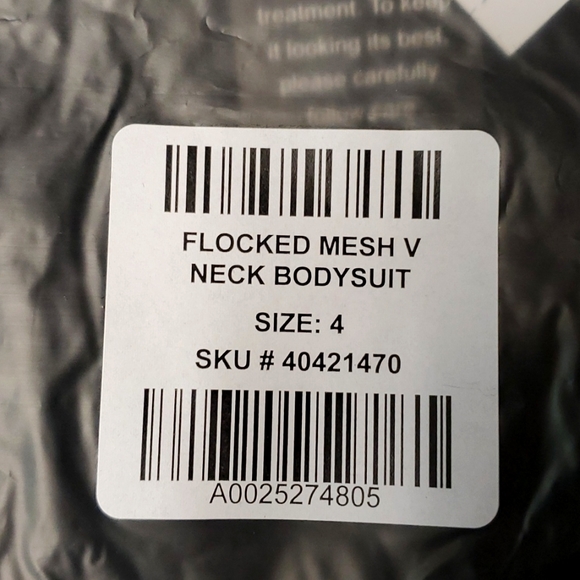 treatment. To keep
it looking its best,
please carefully
FLOCKED MESH V
NECK BODYSUIT
SIZE: 4
SKU # 40421470
A0025274805